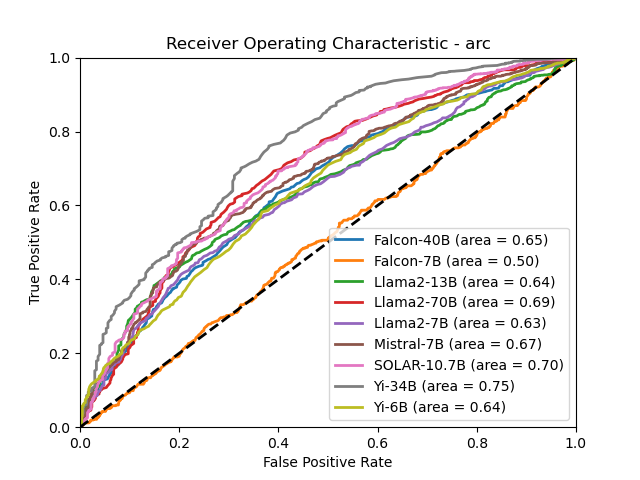 Receiver Operating Characteristic - arc
True Positive Rate
1.0
0.8
0.6
0.4
0.2
0.0
Falcon-40B (area = 0.65)
Falcon-7B (area = 0.50)
Llama2-13B (area = 0.64)
Llama2-70B (area = 0.69)
Llama2-7B (area = 0.63)
Mistral-7B (area = 0.67)
SOLAR-10.7B (area = 0.70)
Yi-34B (area = 0.75)
Yi-6B (area = 0.64)
0.0 0.2 0.4 0.6 0.8 1.0
False Positive Rate